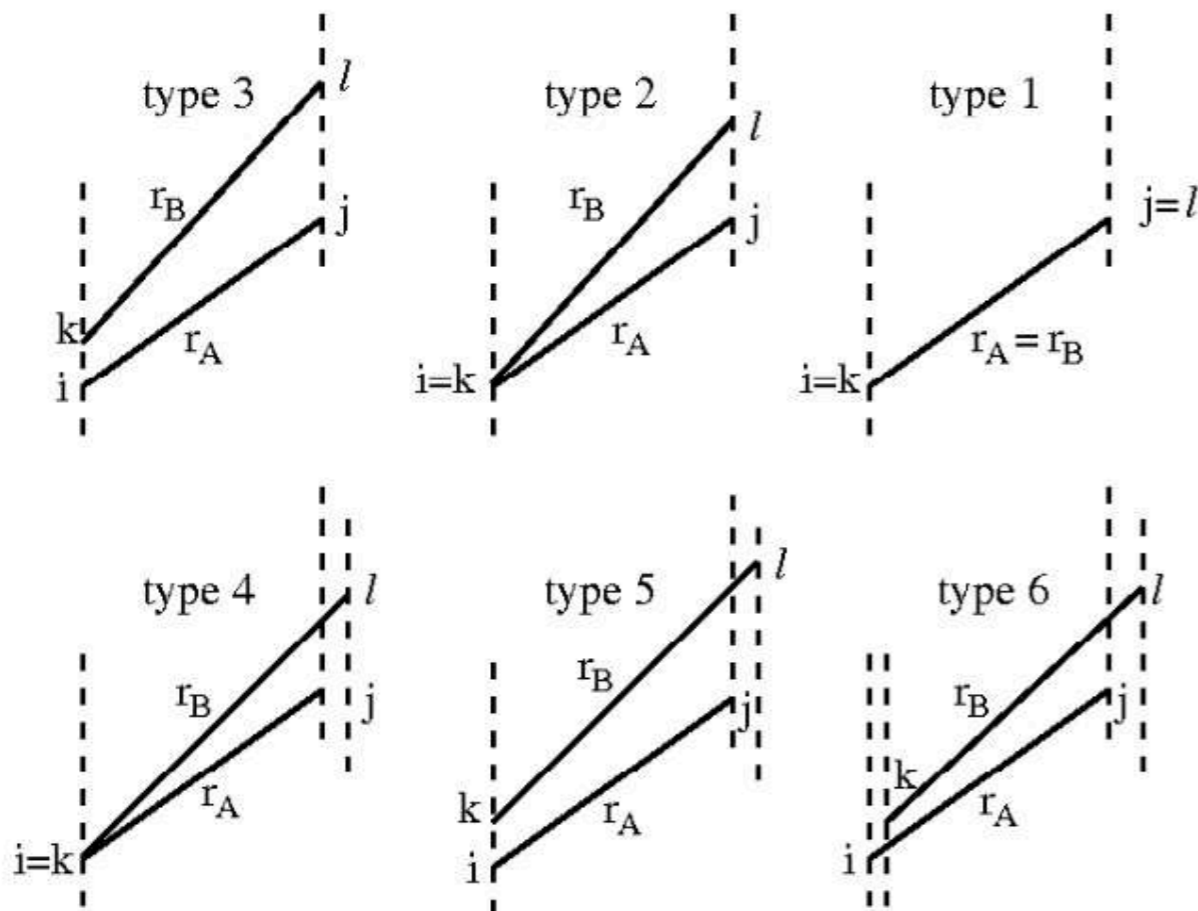 type 3
l
r_B
j
k
r_A
i
type 2
l
r_B
j
r_A
i=k
type 1
j=l
r_A=r_B
i=k
type 4
l
r_B
j
r_A
i=k
type 5
l
r_B
j
k
r_A
i
type 6
l
r_B
j
k
r_A
i